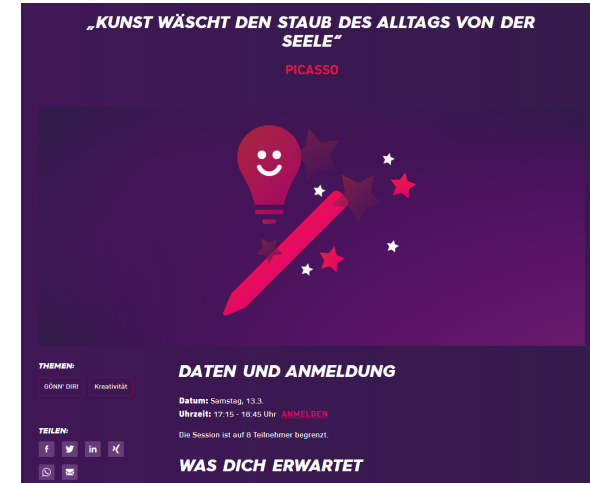 „KUNST WÄSCHT DEN STAUB DES ALLTAGS VON DER
SEELE“
PICASSO
THEMEN:
GÖNN' DIR! Kreativität
TEILEN:
DATEN UND ANMELDUNG
Datum: Samstag, 13.3.
Uhrzeit: 17:15 - 18:45 Uhr ANMELDEN
Die Session ist auf 8 Teilnehmer begrenzt.
WAS DICH ERWARTET